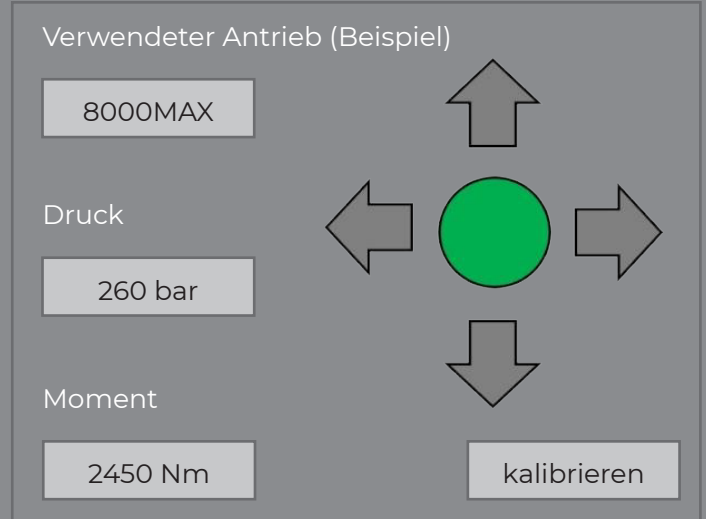 Verwendeter Antrieb (Beispiel)
8000MAX
Druck
260 bar
Moment
2450 Nm
kalibrieren